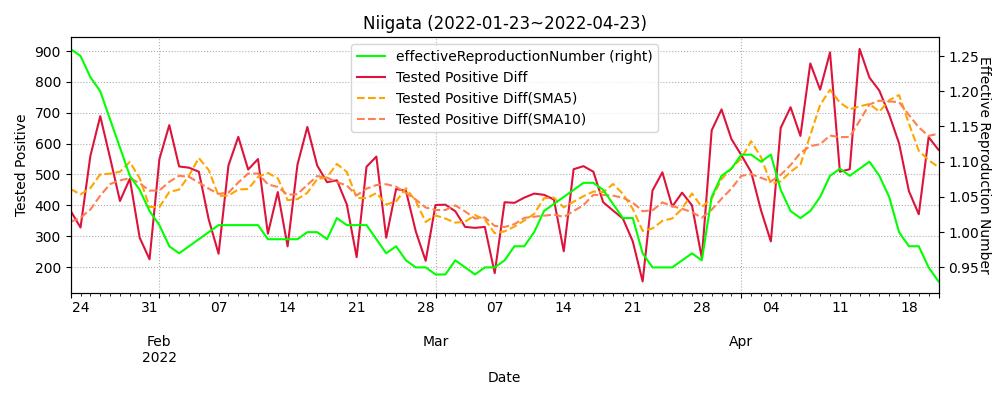 Niigata (2022-01-23~2022-04-23)
effectiveReproductionNumber (right)
Tested Positive Diff
Tested Positive Diff(SMA5)
Tested Positive Diff(SMA10)
Tested Positive
900
800
700
600
500
400
300
200
1.25
1.20
1.15
1.10
1.05
1.00
0.95
Effective Reproduction Number
24 31 07 14 21 28 07 14 21 28 04 11 18
Feb Mar Apr
2022
Date